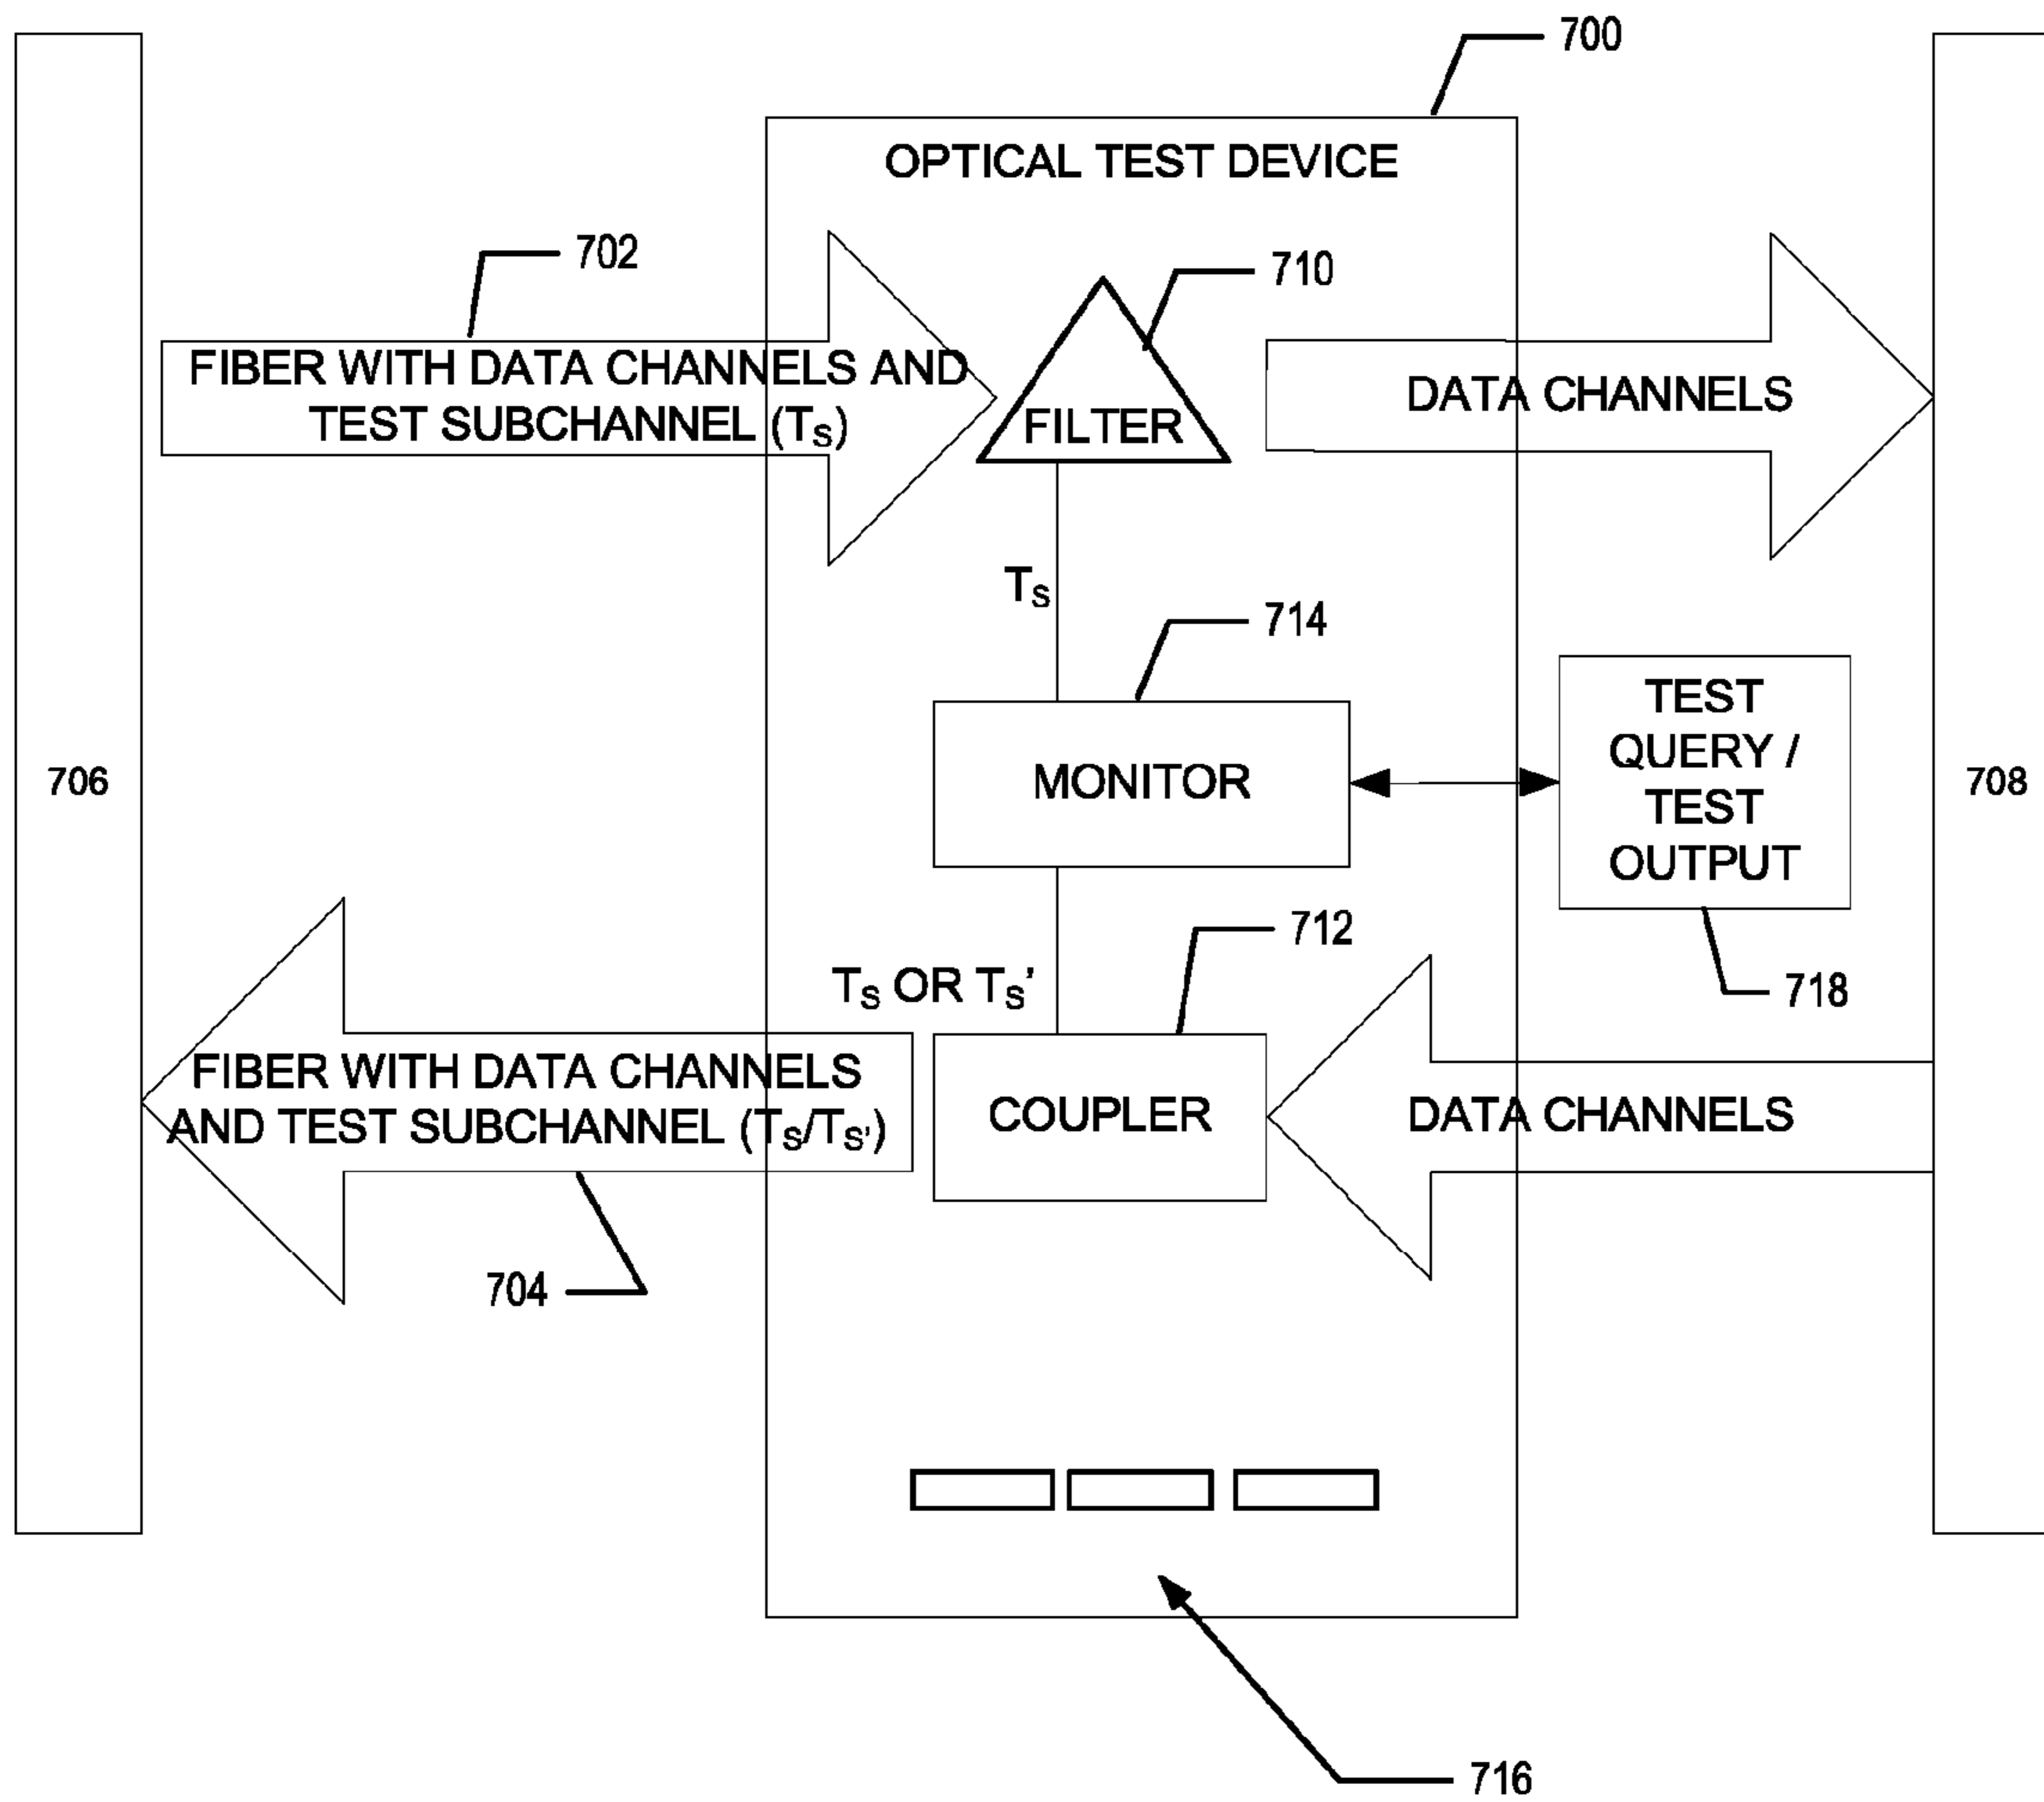 700
OPTICAL TEST DEVICE
702
710
FIBER WITH DATA CHANNELS AND
TEST SUBCHANNEL (TS)
FILTER
DATA CHANNELS
TS
714
TEST
QUERY /
TEST
OUTPUT
706
MONITOR
708
712
718
TS OR TS’
FIBER WITH DATA CHANNELS
AND TEST SUBCHANNEL (TS/TS’)
COUPLER
DATA CHANNELS
704
716